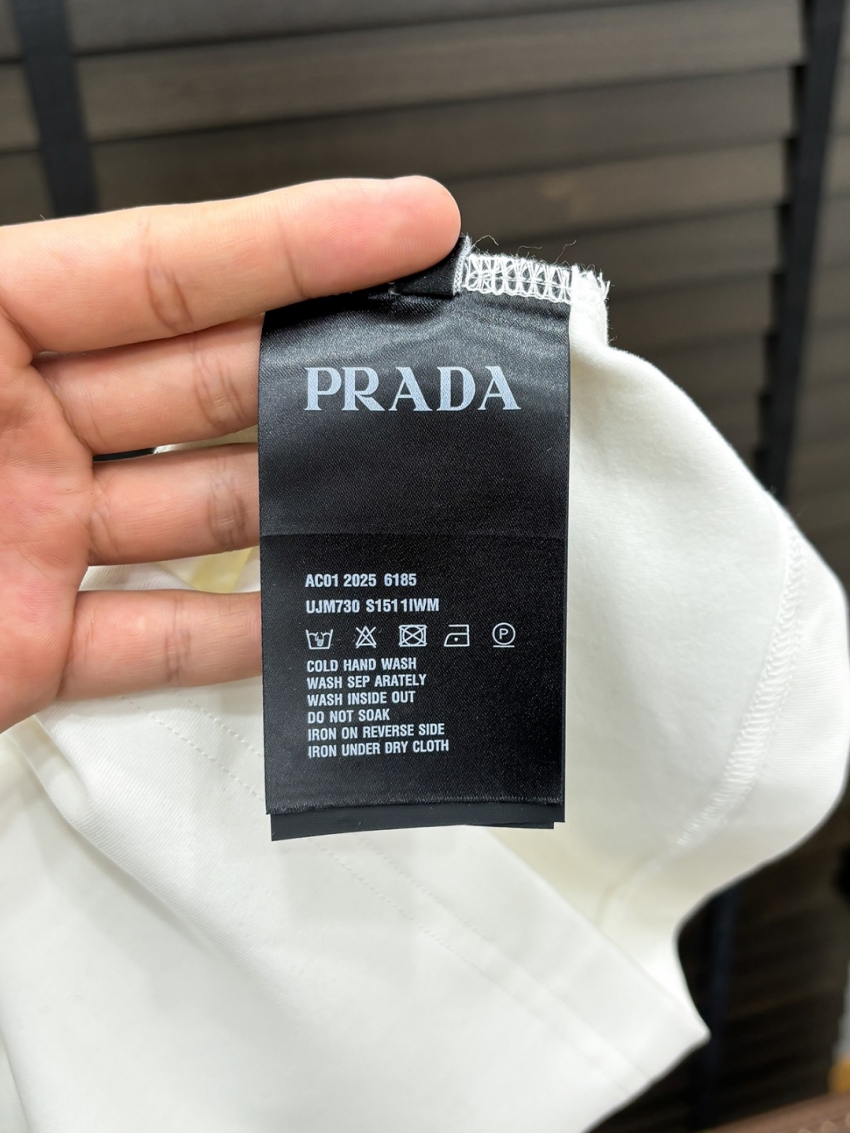 PRADA
AC01 2025 6185
UJM730 S1511IWM
P
COLD HAND WASH
WASH SEP ARATELY
WASH INSIDE OUT
DO NOT SOAK
IRON ON REVERSE SIDE
IRON UNDER DRY CLOTH